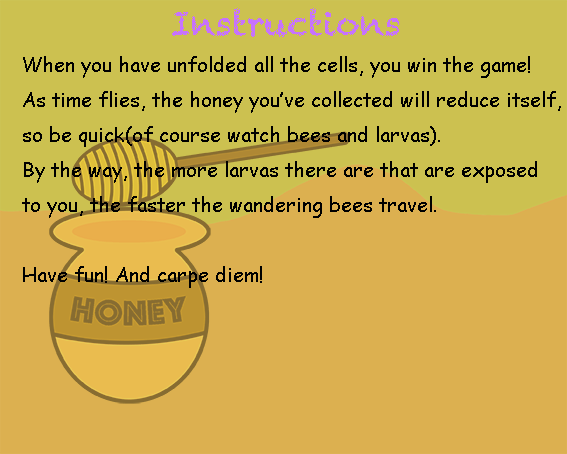 Instructions
When you have unfolded all the cells, you win the game!
As time flies, the honey you've collected will reduce itself,
so be quick(of course watch bees and larvas).
By the way, the more larvas there are that are exposed
to you, the faster the wandering bees travel.
Have fun! And carpe diem!
HONEY